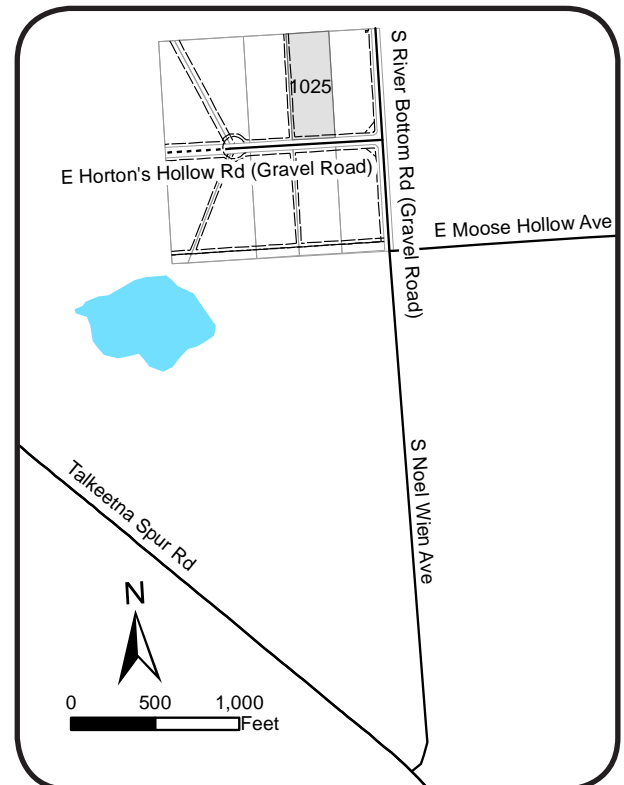 S River Bottom Rd (Gravel Road)
1025
E Horton's Hollow Rd (Gravel Road)
E Moose Hollow Ave
S Noel Wien Ave
Talkeetna Spur Rd
N
0 500 1,000
Feet